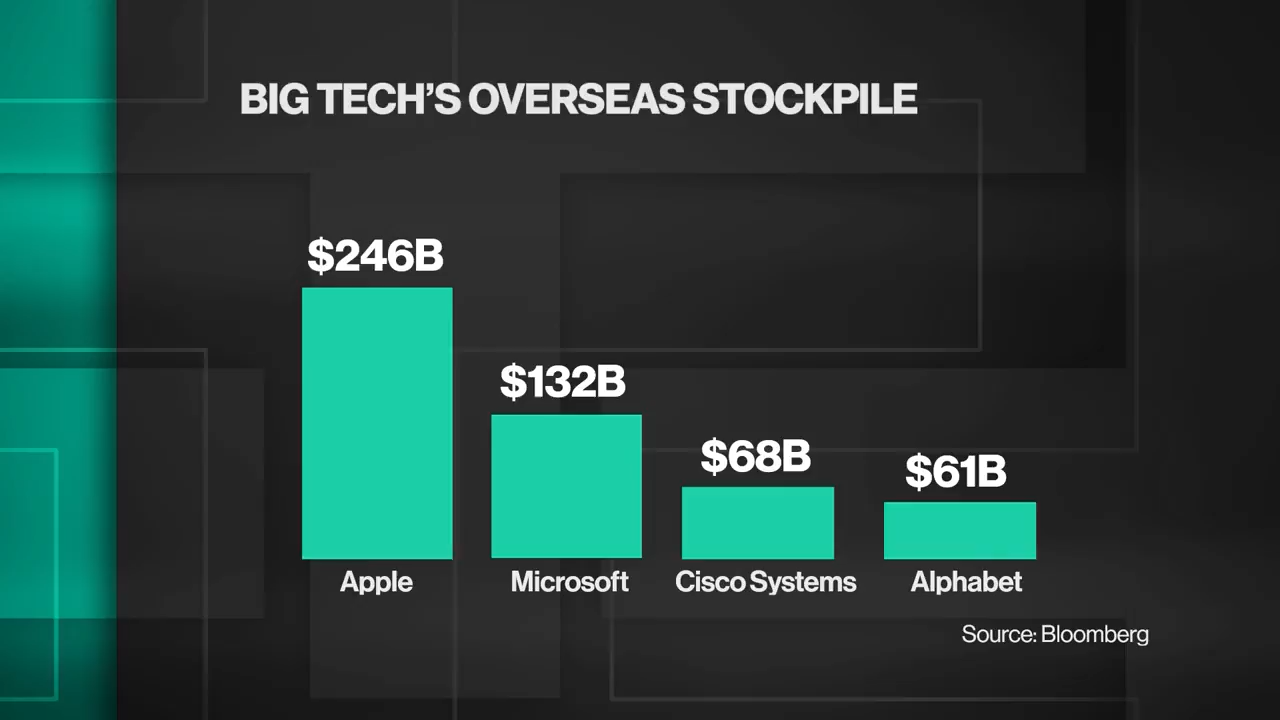 BIG TECH’S OVERSEAS STOCKPILE
$246B
$132B
$68B
$61B
Apple
Microsoft
Cisco Systems
Alphabet
Source: Bloomberg